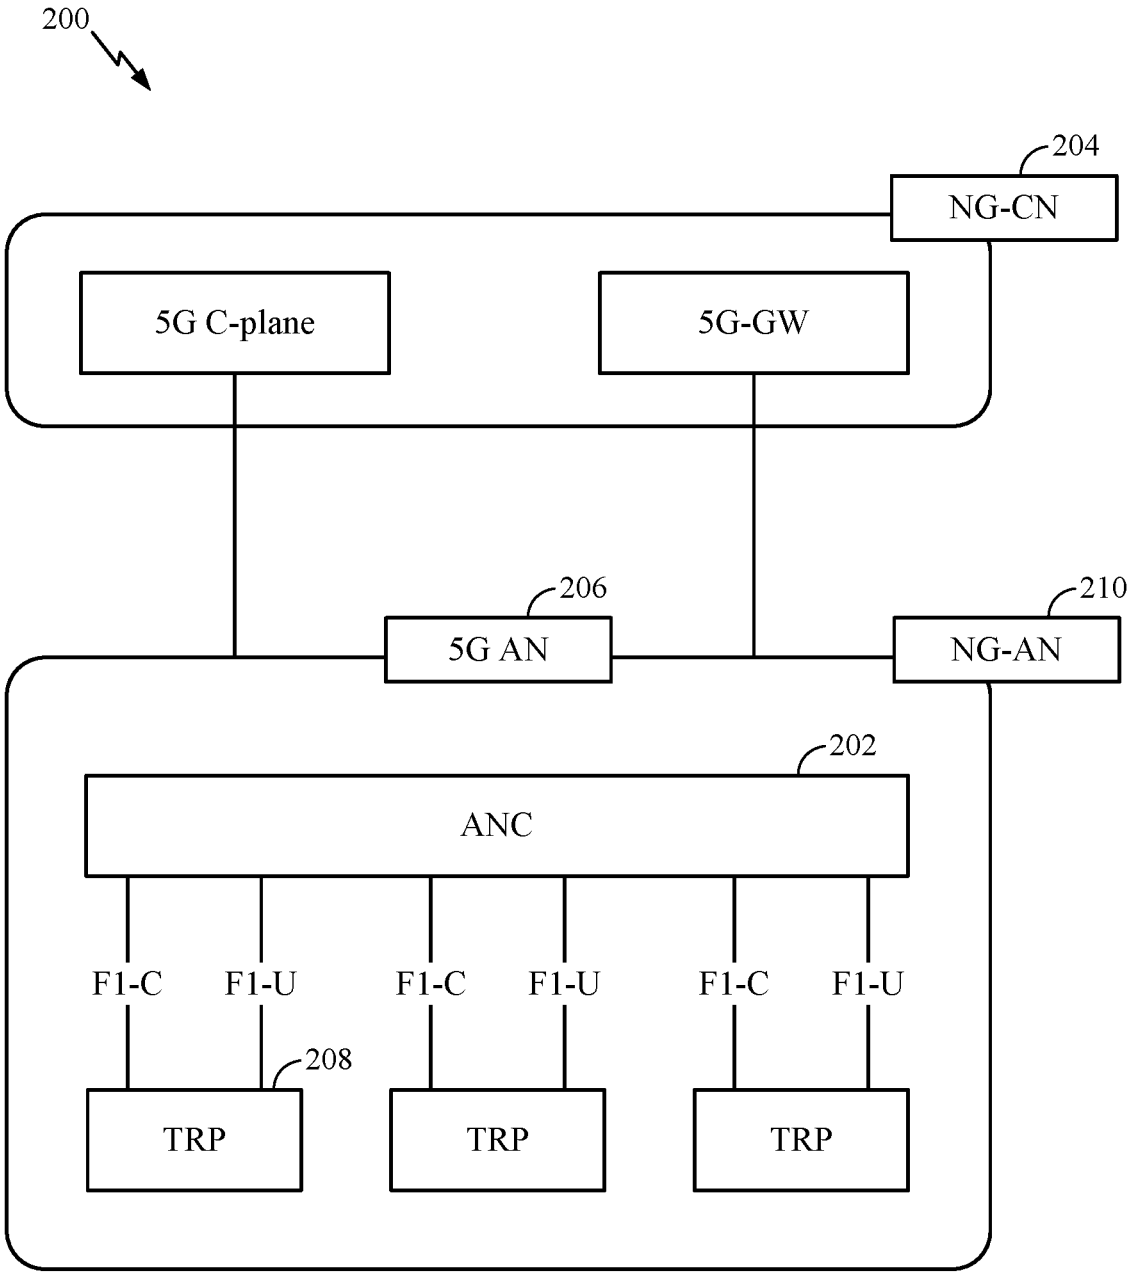 200
204
NG-CN
5G C-plane
5G-GW
206
210
5G AN
NG-AN
202
ANC
F1-C
F1-U
F1-C
F1-U
F1-C
F1-U
208
TRP
TRP
TRP